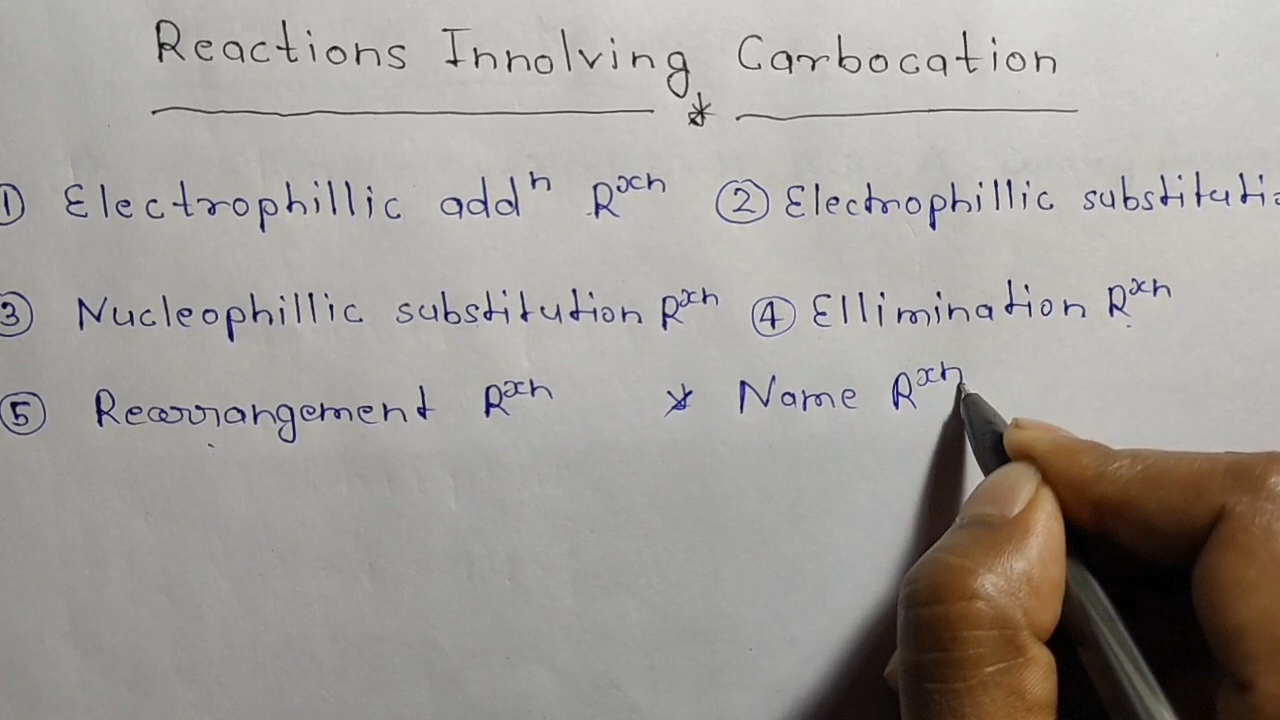 Reactions Innolving Carbocation
*
① Electrophillic addⁿ Rˣⁿ ② Electrophillic substituti
③ Nucleophillic substitution Rˣⁿ ④ Ellimination Rˣⁿ
⑤ Rearrangement Rˣⁿ * Name Rˣⁿ